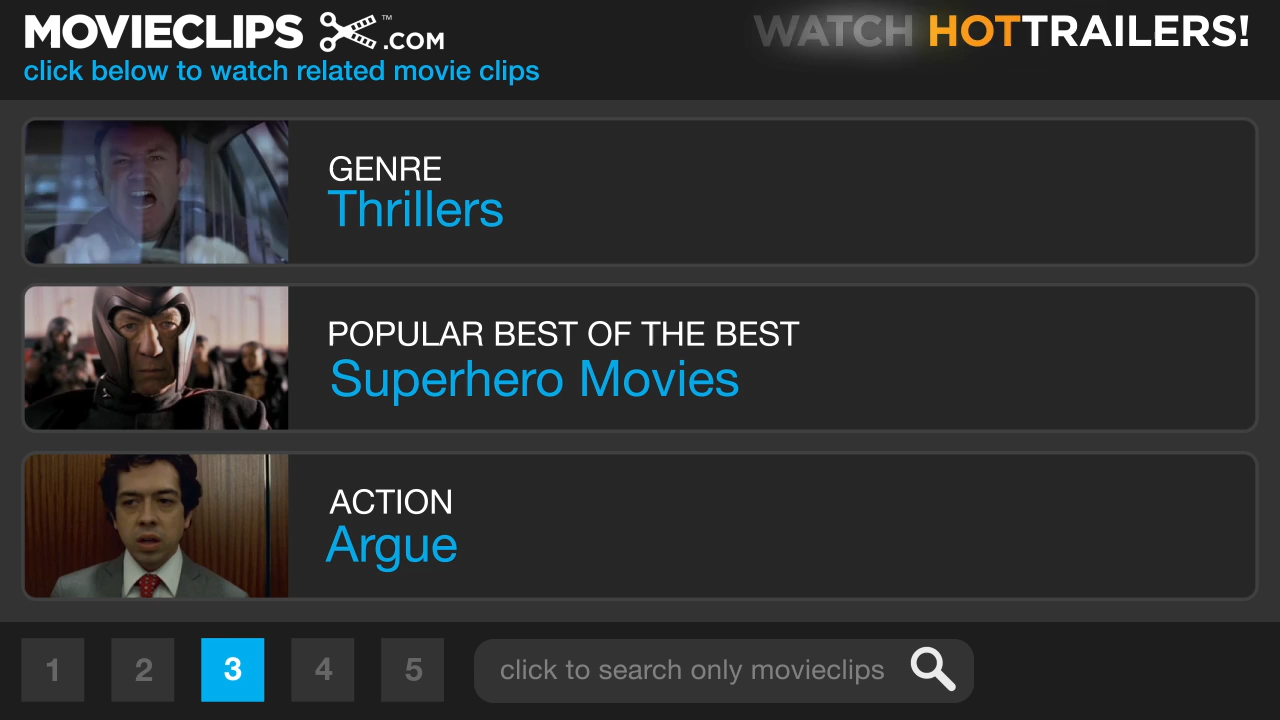 MOVIECLIPS ™ .COM
WATCH HOTTRAILERS!
click below to watch related movie clips
GENRE
Thrillers
POPULAR BEST OF THE BEST
Superhero Movies
ACTION
Argue
1 2 3 4 5 click to search only movieclips